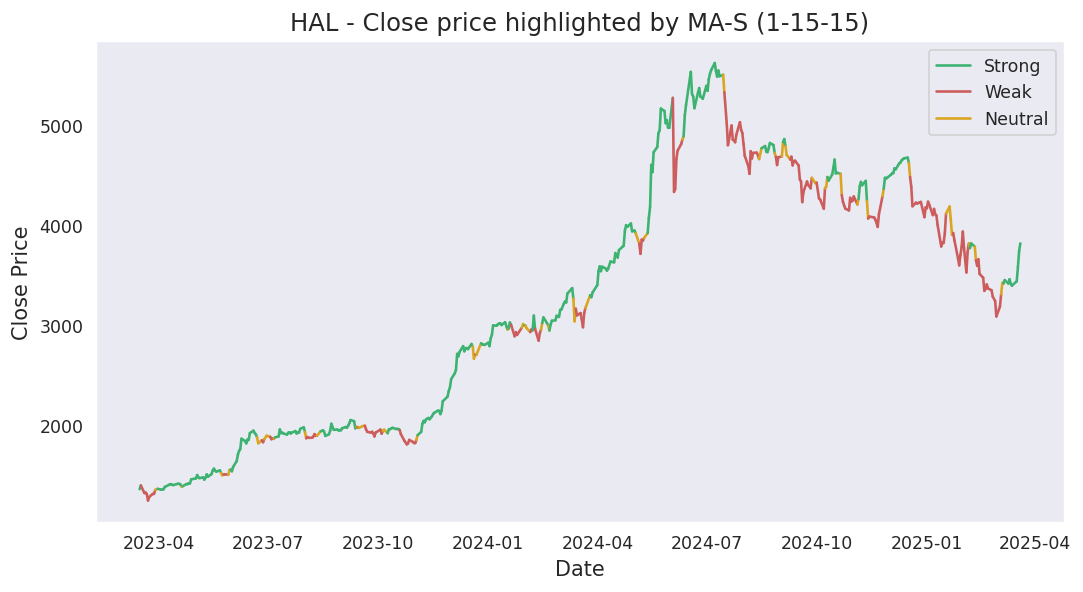 HAL - Close price highlighted by MA-S (1-15-15)
Strong
Weak
Neutral
Close Price
5000
4000
3000
2000
2023-04 2023-07 2023-10 2024-01 2024-04 2024-07 2024-10 2025-01 2025-04
Date